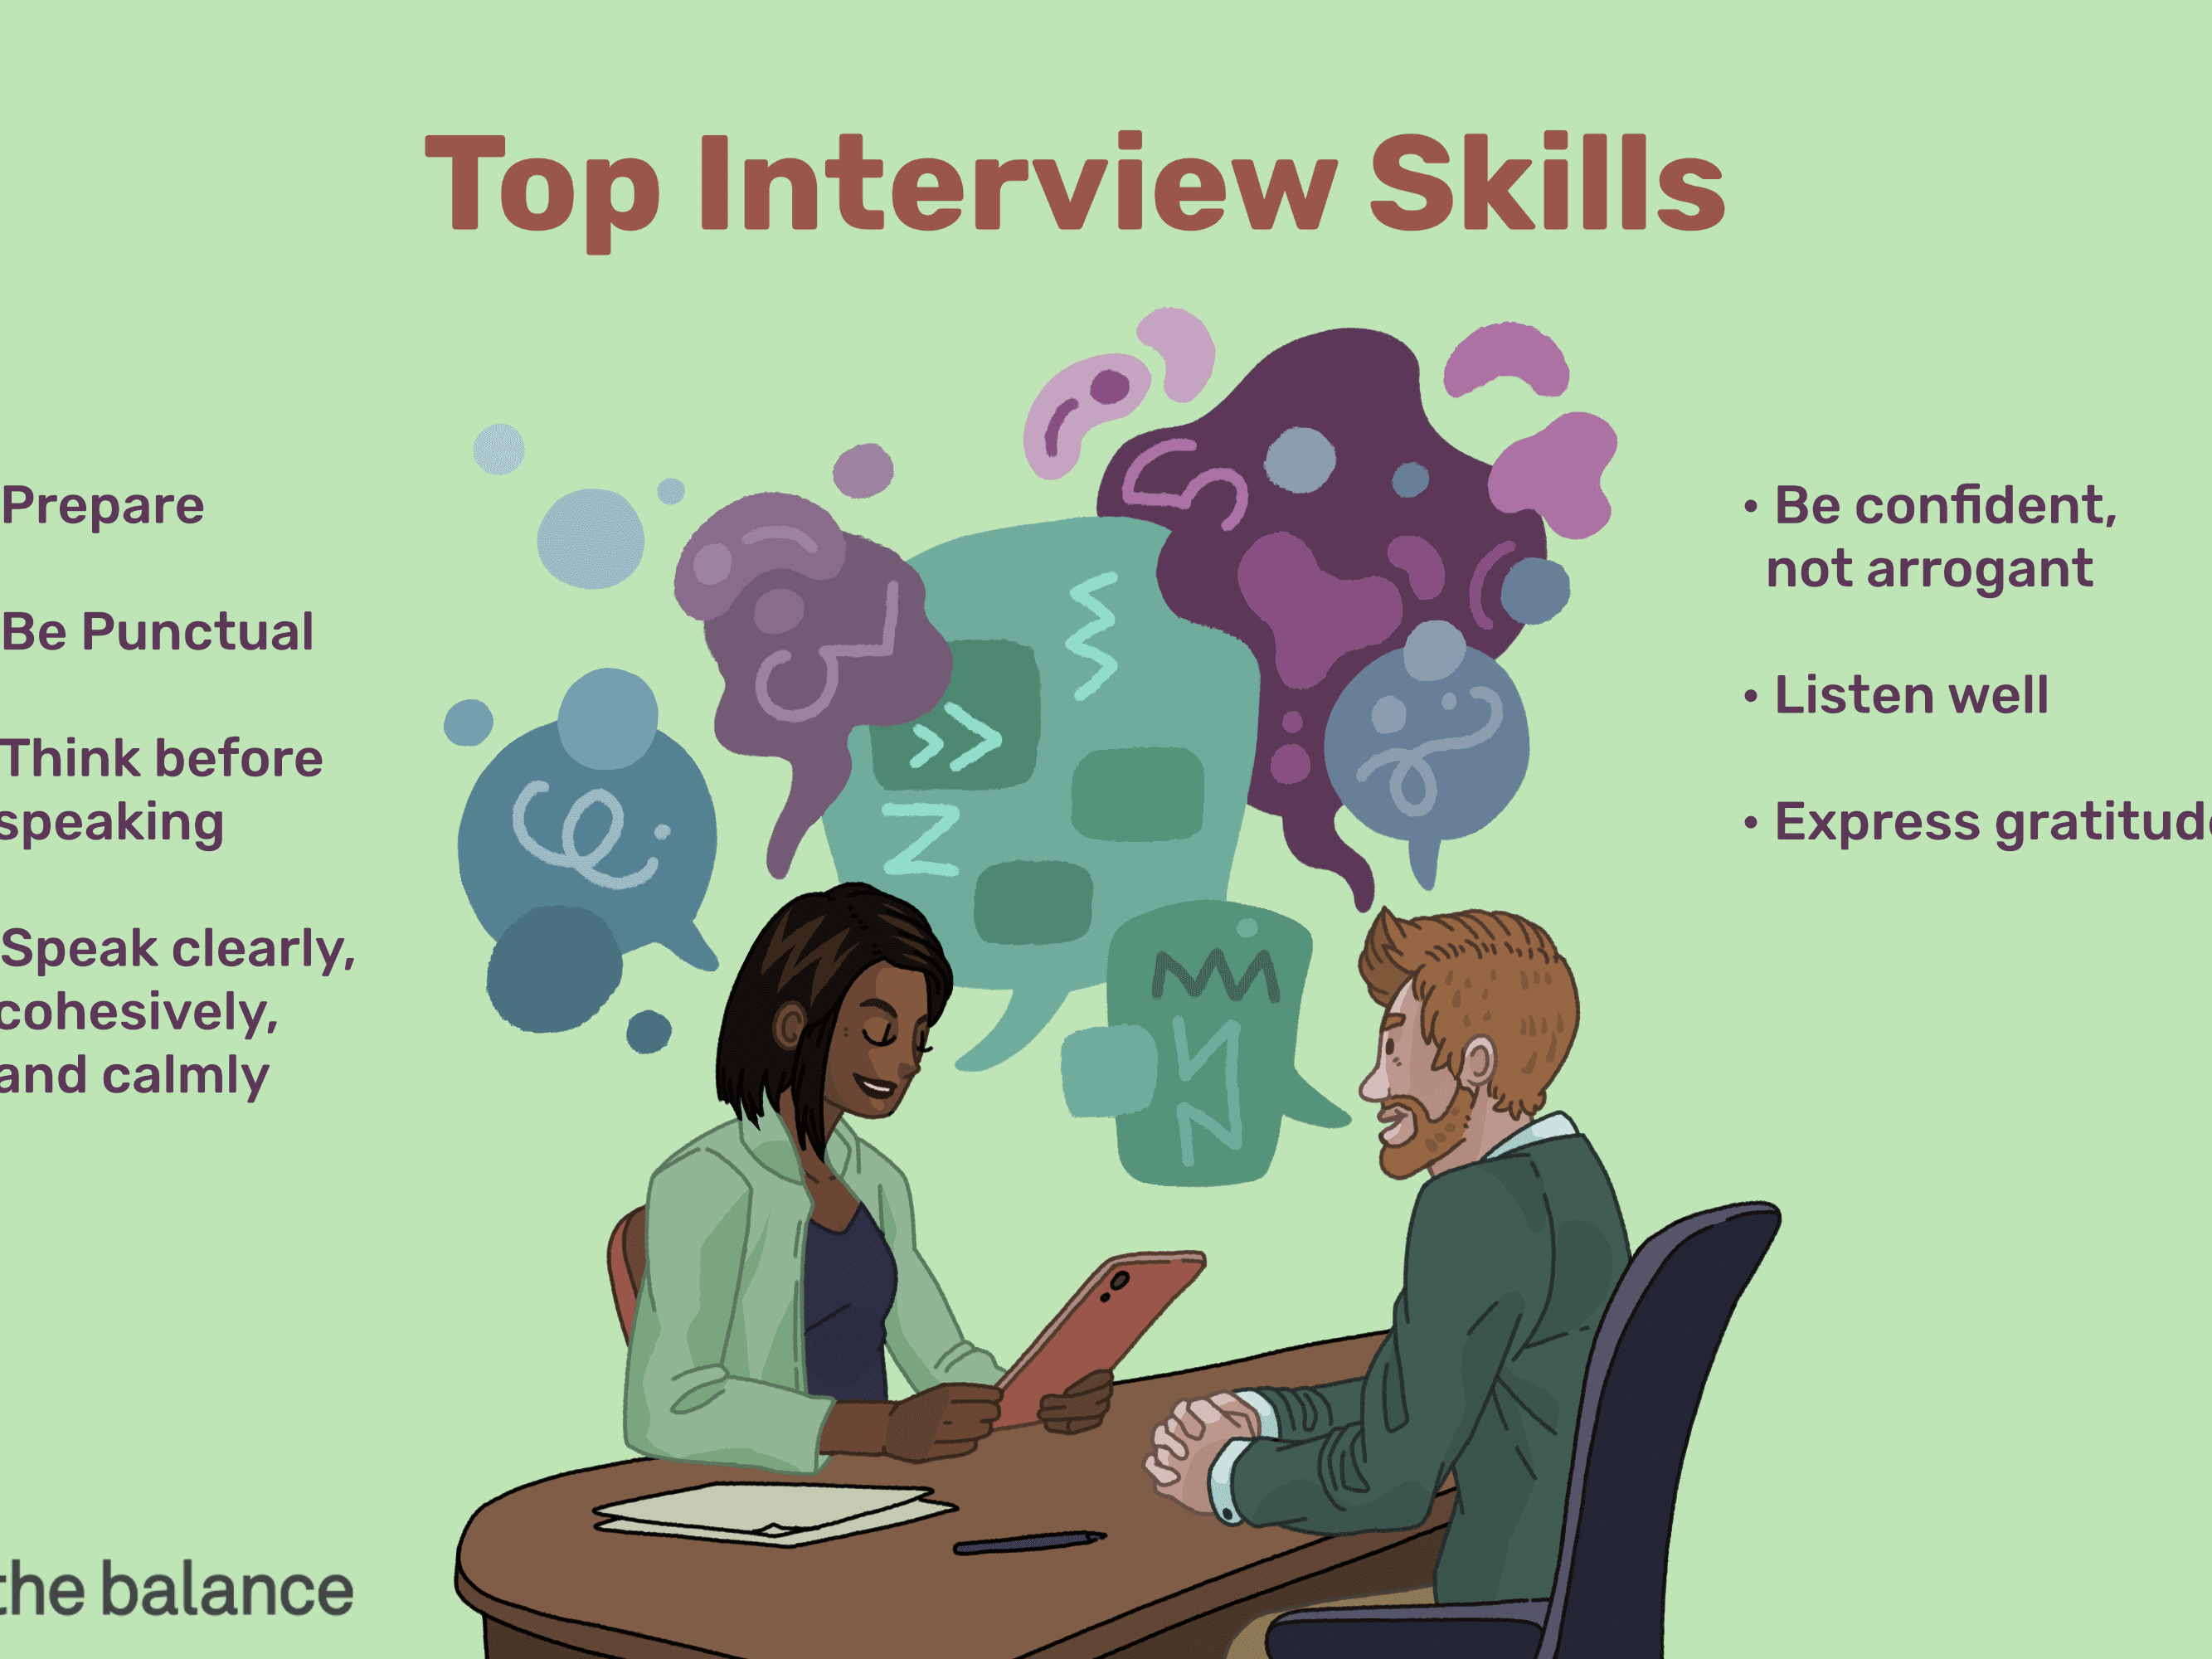 Top Interview Skills
Prepare
Be Punctual
Think before
speaking
Speak clearly,
cohesively,
and calmly
• Be confident,
not arrogant
• Listen well
• Express gratitude
the balance